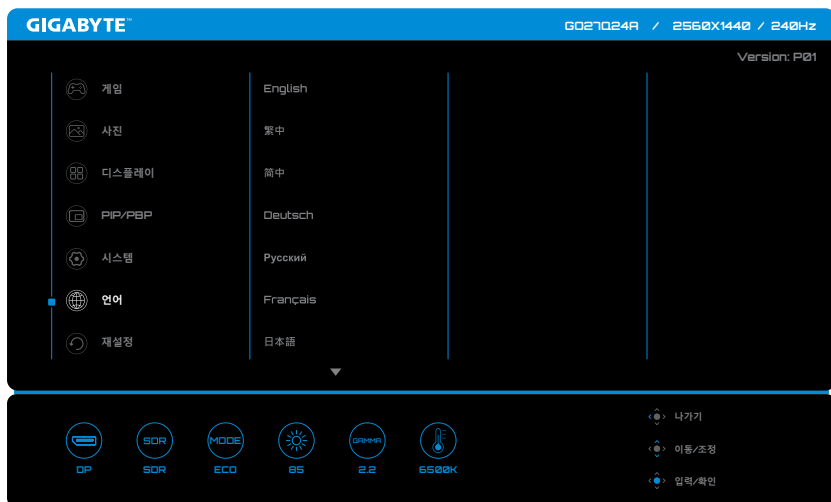 GIGABYTE™
GO27Q24A / 2560X1440 / 240Hz
Version: P01
게임
사진
디스플레이
PIP/PBP
시스템
언어
재설정
English
繁中
简中
Deutsch
Русский
Français
日本語
DP
SDR
SDR
MODE
ECO
85
GAMMA
2.2
6500K
나가기
이동/조정
입력/확인